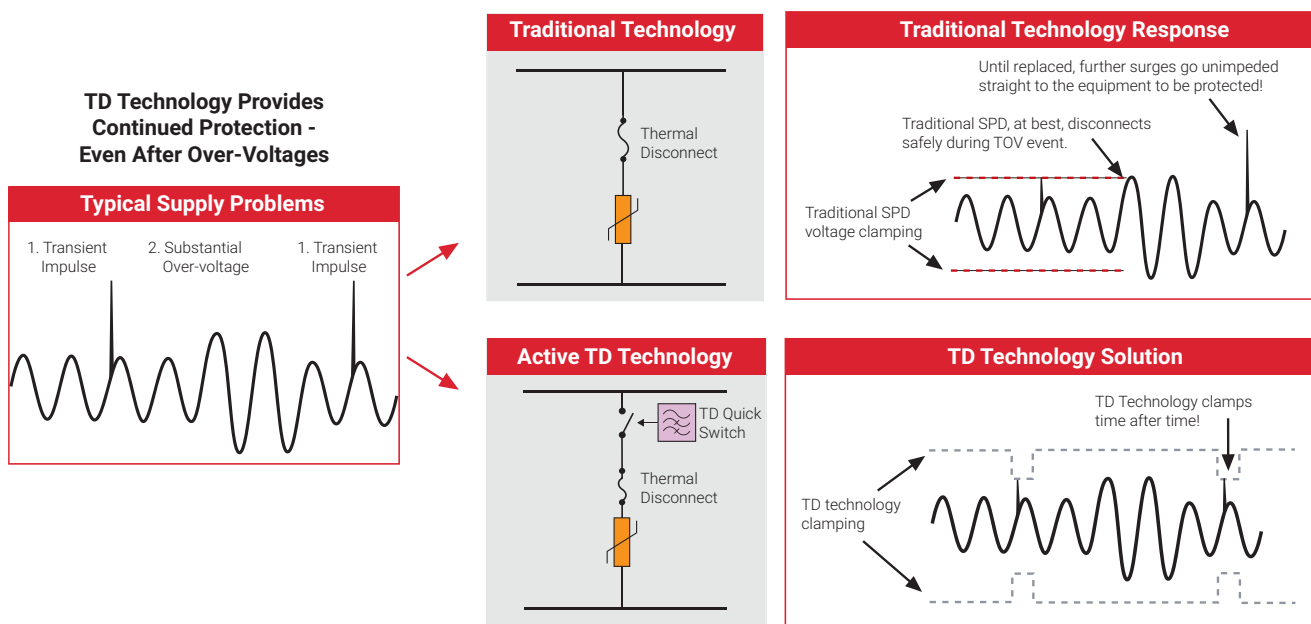 TD Technology Provides
Continued Protection -
Even After Over-Voltages
Typical Supply Problems
1. Transient
Impulse
2. Substantial
Over-voltage
1. Transient
Impulse
Traditional Technology
Thermal
Disconnect
Traditional Technology Response
Until replaced, further surges go unimpeded
straight to the equipment to be protected!
Traditional SPD, at best, disconnects
safely during TOV event.
Traditional SPD
voltage clamping
Active TD Technology
TD Quick
Switch
Thermal
Disconnect
TD Technology Solution
TD Technology clamps
time after time!
TD technology
clamping